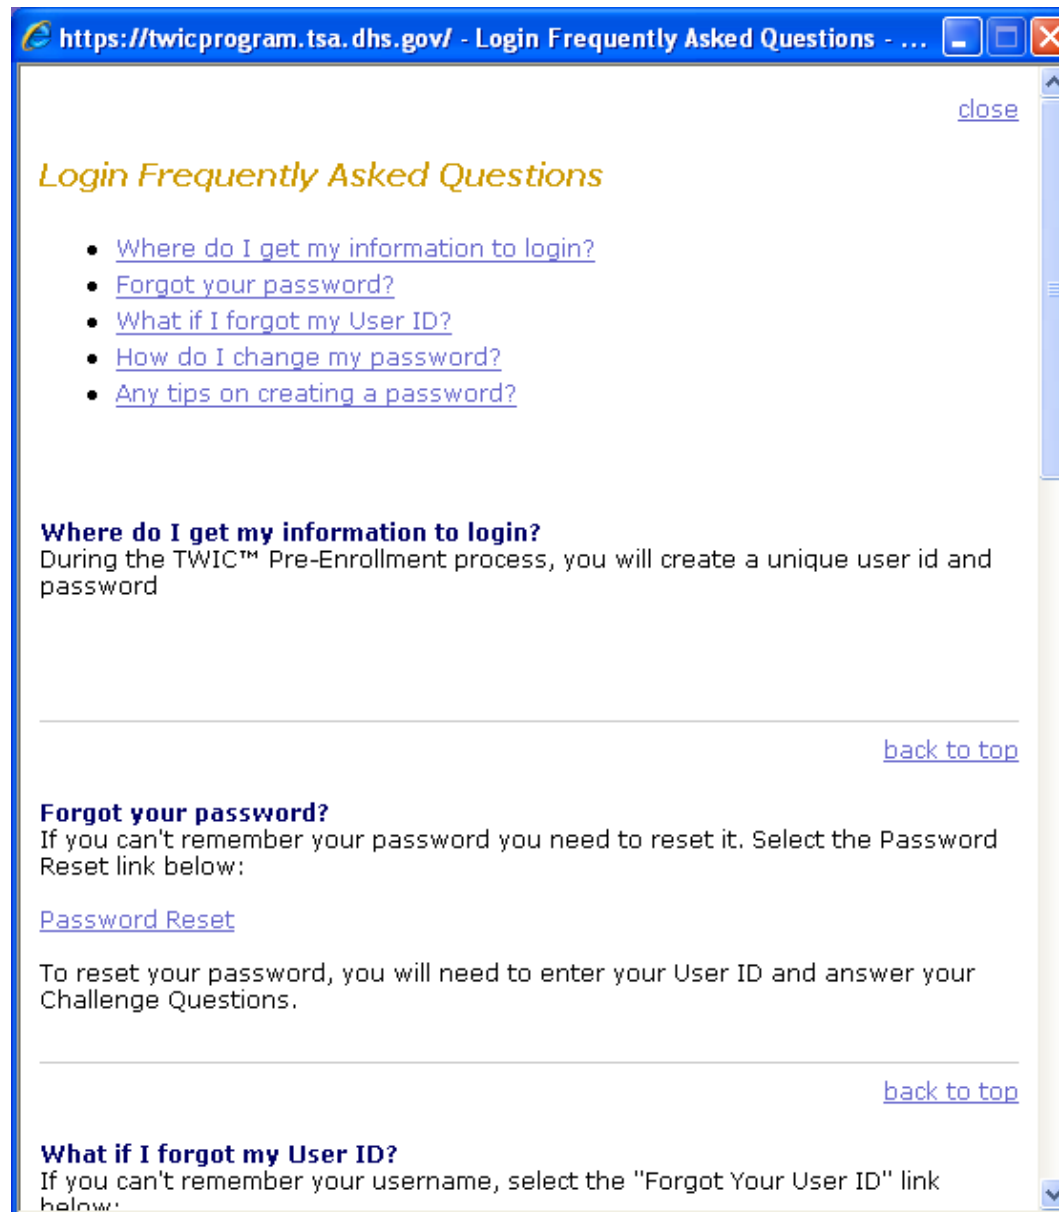 https://twicprogram.tsa.dhs.gov/ - Login Frequently Asked Questions - ...
close
Login Frequently Asked Questions
• Where do I get my information to login?
• Forgot your password?
• What if I forgot my User ID?
• How do I change my password?
• Any tips on creating a password?
Where do I get my information to login?
During the TWIC™ Pre-Enrollment process, you will create a unique user id and
password
back to top
Forgot your password?
If you can't remember your password you need to reset it. Select the Password
Reset link below:
Password Reset
To reset your password, you will need to enter your User ID and answer your
Challenge Questions.
back to top
What if I forgot my User ID?
If you can't remember your username, select the "Forgot Your User ID" link
below: